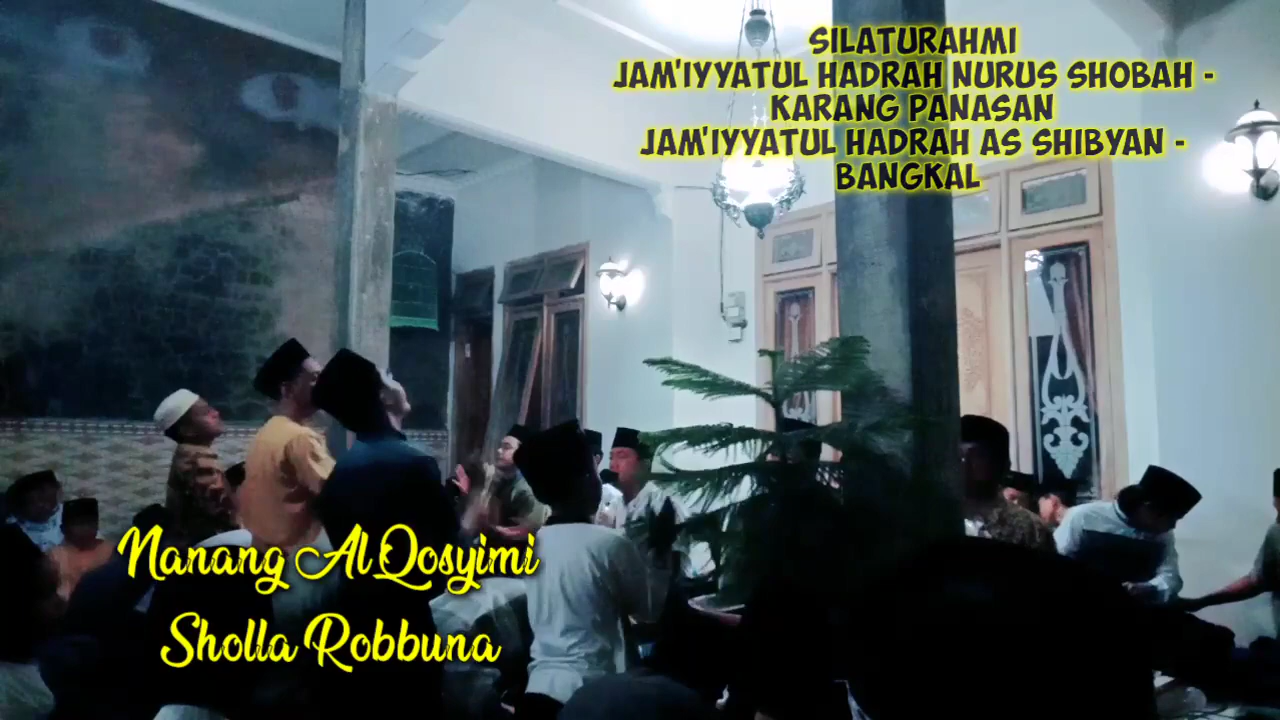 SILATURAHMI
JAM'IYYATUL HADRAH NURUS SHOBAH -
KARANG PANASAN
JAM'IYYATUL HADRAH AS SHIBYAN -
BANGKAL
Nanang Al Qosyimi
Sholla Robbuna